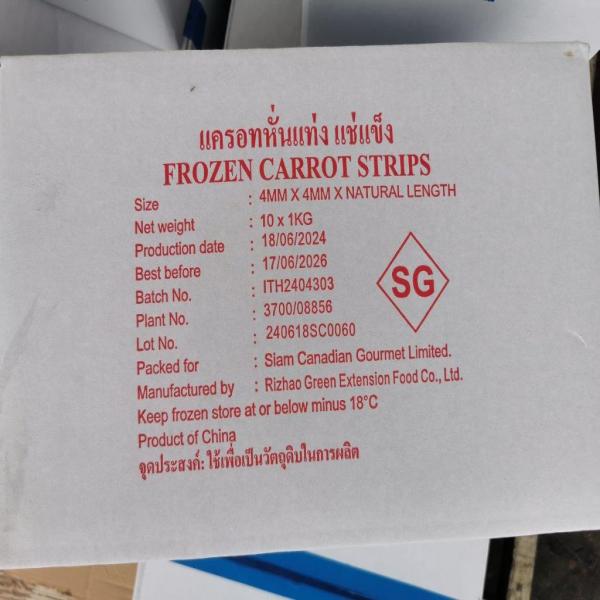 แครอทหั่นแท่ง แช่แข็ง
FROZEN CARROT STRIPS
Size : 4MM X 4MM X NATURAL LENGTH
Net weight : 10 x 1KG
Production date : 18/06/2024
Best before : 17/06/2026
Batch No. : ITH2404303
Plant No. : 3700/08856
Lot No. : 240618SC0060
SG
Packed for : Siam Canadian Gourmet Limited.
Manufactured by : Rizhao Green Extension Food Co., Ltd.
Keep frozen store at or below minus 18°C
Product of China
จุดประสงค์: ใช้เพื่อเป็นวัตถุดิบในการผลิต